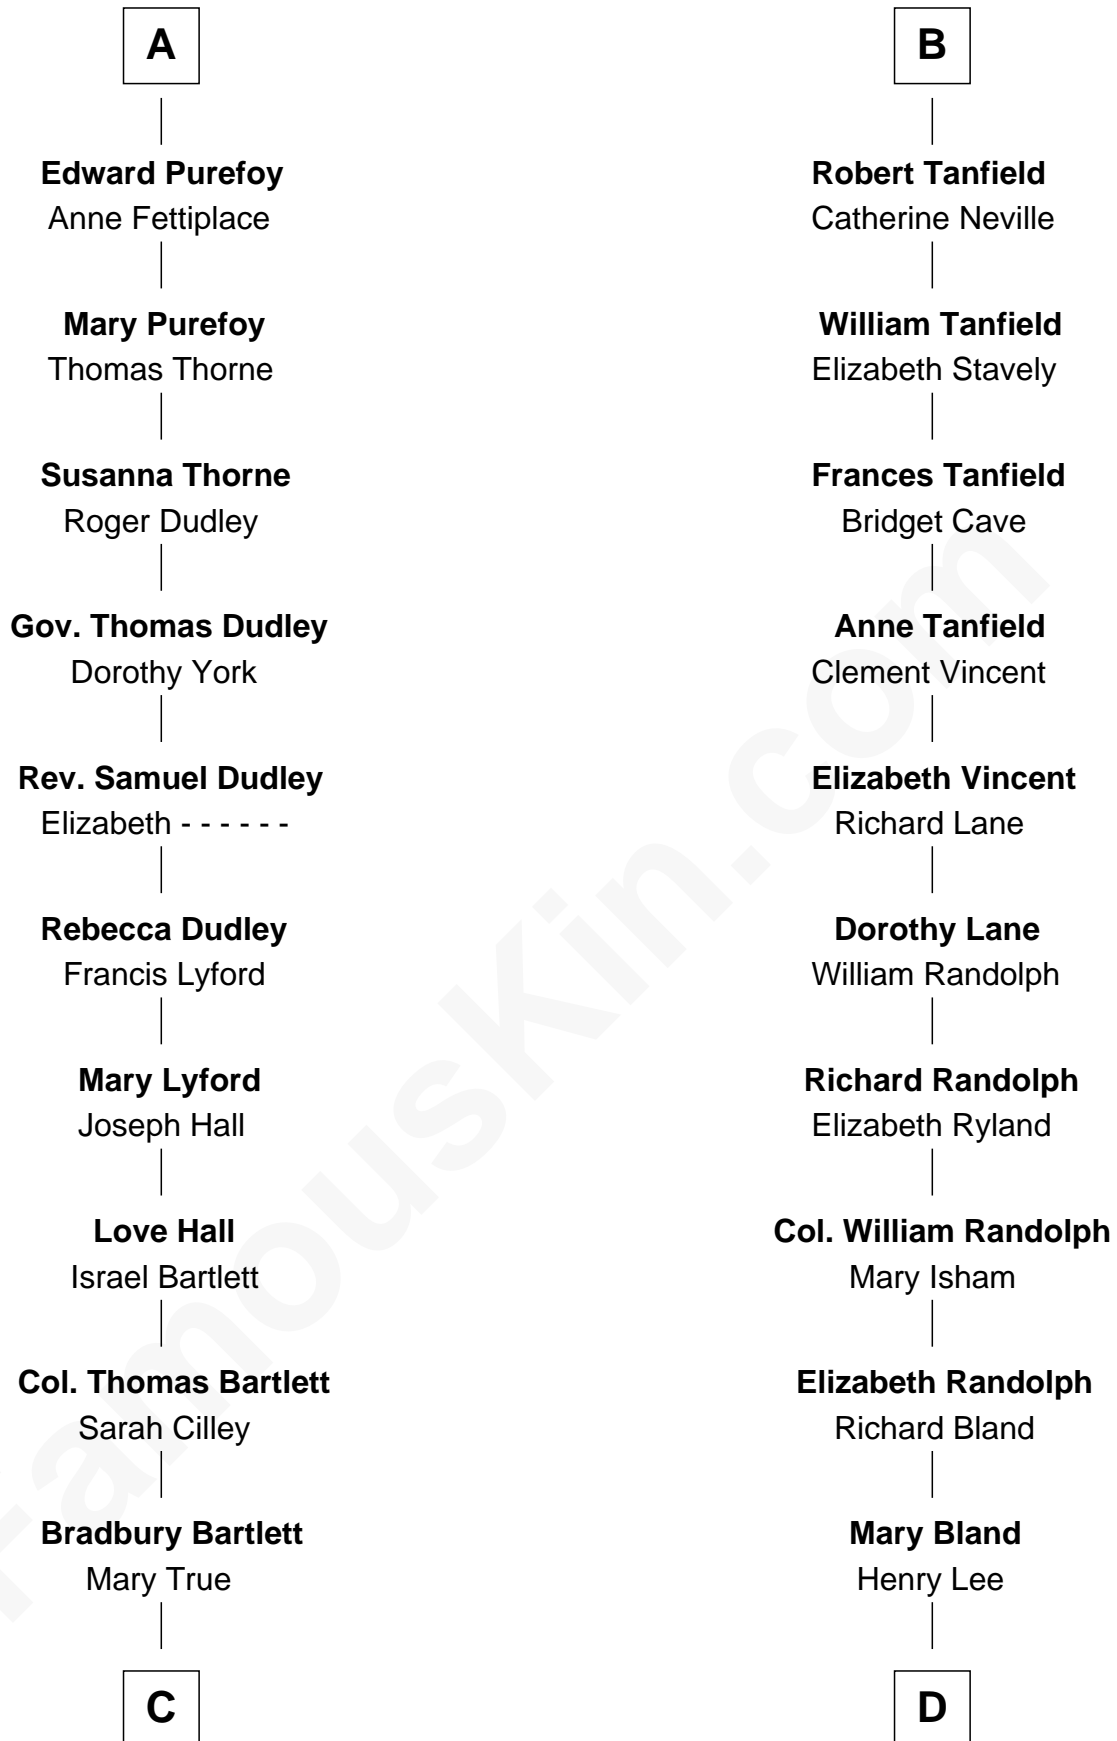 A
Edward Purefoy
Anne Fettiplace
Mary Purefoy
Thomas Thorne
Susanna Thorne
Roger Dudley
Gov. Thomas Dudley
Dorothy York
Rev. Samuel Dudley
Elizabeth - - - - - -
Rebecca Dudley
Francis Lyford
Mary Lyford
Joseph Hall
Love Hall
Israel Bartlett
Col. Thomas Bartlett
Sarah Cilley
Bradbury Bartlett
Mary True
C
B
Robert Tanfield
Catherine Neville
William Tanfield
Elizabeth Stavely
Frances Tanfield
Bridget Cave
Anne Tanfield
Clement Vincent
Elizabeth Vincent
Richard Lane
Dorothy Lane
William Randolph
Richard Randolph
Elizabeth Ryland
Col. William Randolph
Mary Isham
Elizabeth Randolph
Richard Bland
Mary Bland
Henry Lee
D
FamousKin.com